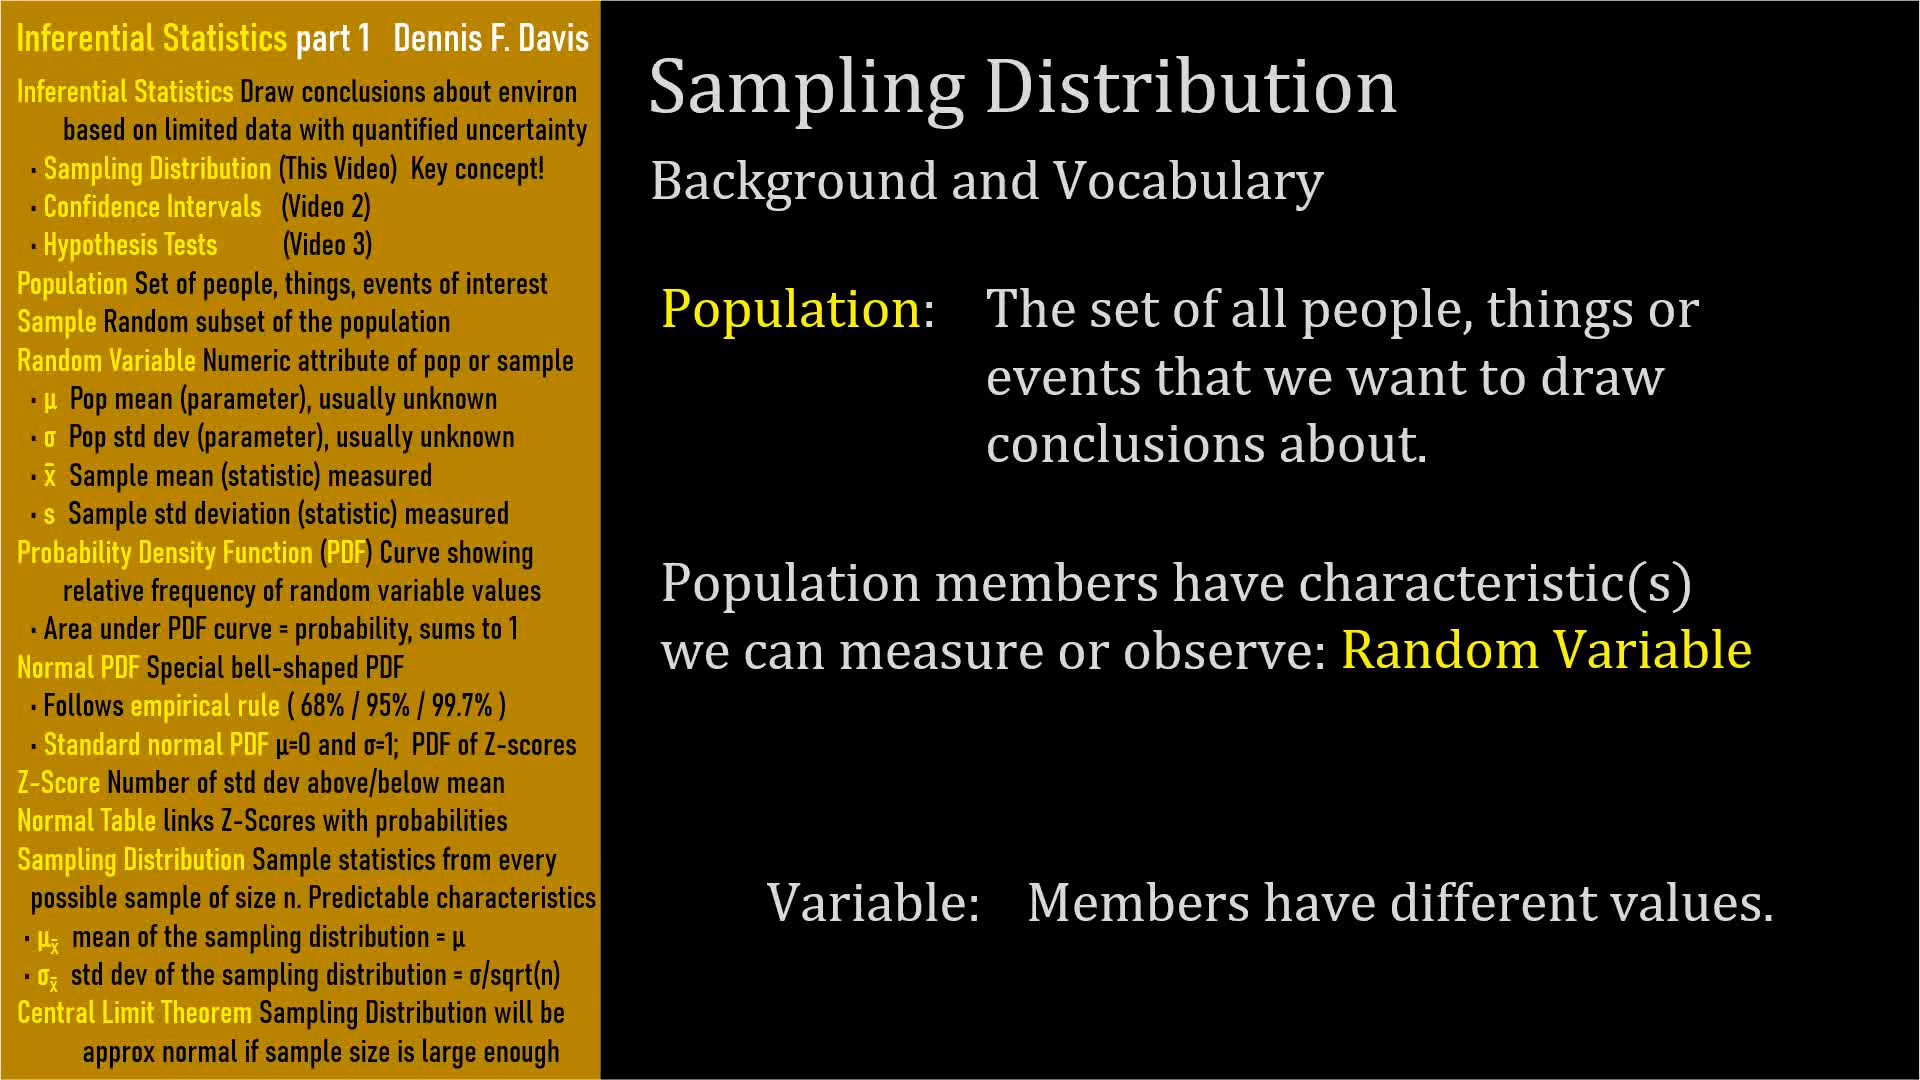 Inferential Statistics part 1 Dennis F. Davis
Inferential Statistics Draw conclusions about environ
based on limited data with quantified uncertainty
· Sampling Distribution (This Video) Key concept!
· Confidence Intervals (Video 2)
· Hypothesis Tests (Video 3)
Population Set of people, things, events of interest
Sample Random subset of the population
Random Variable Numeric attribute of pop or sample
· μ Pop mean (parameter), usually unknown
· σ Pop std dev (parameter), usually unknown
· x̄ Sample mean (statistic) measured
· s Sample std deviation (statistic) measured
Probability Density Function (PDF) Curve showing
relative frequency of random variable values
· Area under PDF curve = probability, sums to 1
Normal PDF Special bell-shaped PDF
· Follows empirical rule ( 68% / 95% / 99.7% )
· Standard normal PDF μ=0 and σ=1; PDF of Z-scores
Z-Score Number of std dev above/below mean
Normal Table links Z-Scores with probabilities
Sampling Distribution Sample statistics from every
possible sample of size n. Predictable characteristics
· μx̄ mean of the sampling distribution = μ
· σx̄ std dev of the sampling distribution = σ/sqrt(n)
Central Limit Theorem Sampling Distribution will be
approx normal if sample size is large enough
Sampling Distribution
Background and Vocabulary
Population: The set of all people, things or
events that we want to draw
conclusions about.
Population members have characteristic(s)
we can measure or observe: Random Variable
Variable: Members have different values.